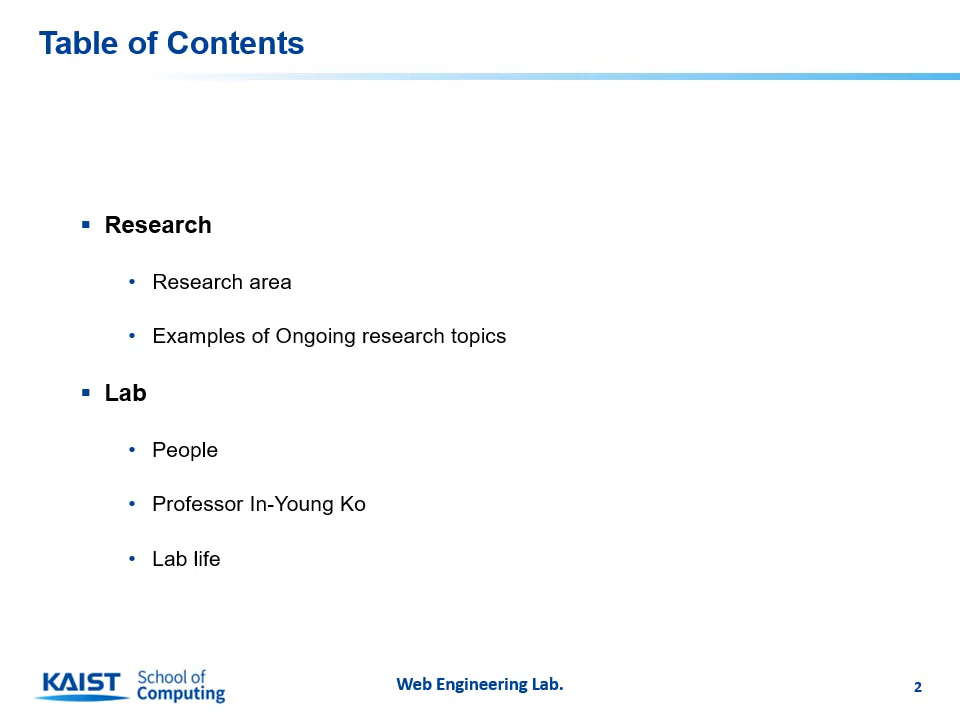 Table of Contents
▪ Research
• Research area
• Examples of Ongoing research topics
▪ Lab
• People
• Professor In-Young Ko
• Lab life
KAIST School of
Computing
Web Engineering Lab.
2